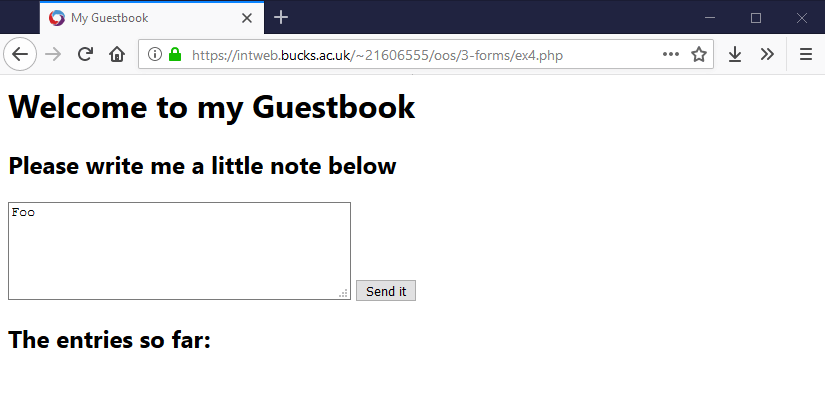 My Guestbook
https://intweb.bucks.ac.uk/~21606555/oos/3-forms/ex4.php
Welcome to my Guestbook
Please write me a little note below
Foo
Send it
The entries so far: